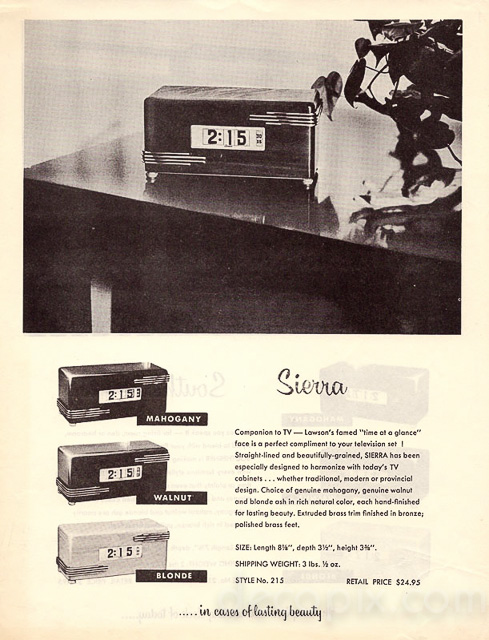 2:15 30 35
Sierra
2:15
MAHOGANY
Companion to TV — Lawson's famed "time at a glance"
face is a perfect compliment to your television set !
Straight-lined and beautifully-grained, SIERRA has been
especially designed to harmonize with today's TV
cabinets . . . whether traditional, modern or provincial
design. Choice of genuine mahogany, genuine walnut
and blonde ash in rich natural color, each hand-finished
for lasting beauty. Extruded brass trim finished in bronze;
polished brass feet.
2:15
WALNUT
SIZE: Length 8⅛", depth 3½", height 3⅜".
SHIPPING WEIGHT: 3 lbs. ½ oz.
2:15
BLONDE
STYLE No. 215 RETAIL PRICE $24.95
.....in cases of lasting beauty